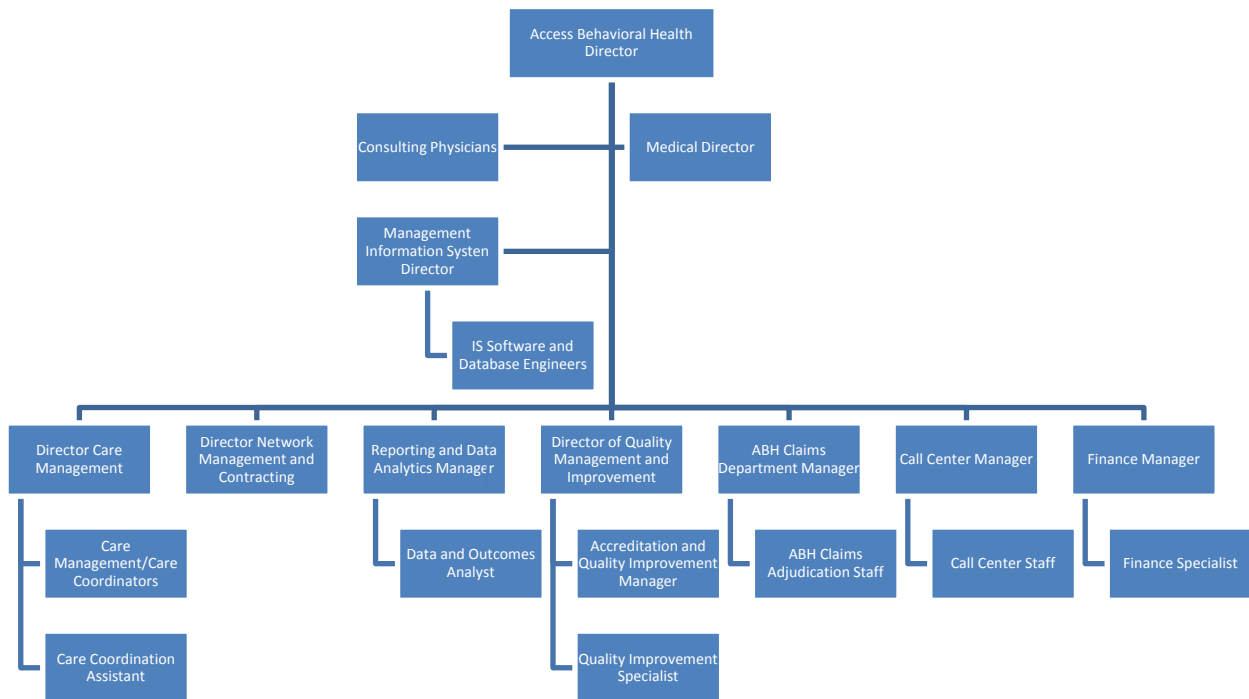 Access Behavioral Health
Director
Consulting Physicians
Medical Director
Management
Information Systen
Director
IS Software and
Database Engineers
Director Care
Management
Director Network
Management and
Contracting
Reporting and Data
Analytics Manager
Director of Quality
Management and
Improvement
ABH Claims
Department Manager
Call Center Manager
Finance Manager
Care
Management/Care
Coordinators
Data and Outcomes
Analyst
Accreditation and
Quality Improvement
Manager
ABH Claims
Adjudication Staff
Call Center Staff
Finance Specialist
Care Coordination
Assistant
Quality Improvement
Specialist